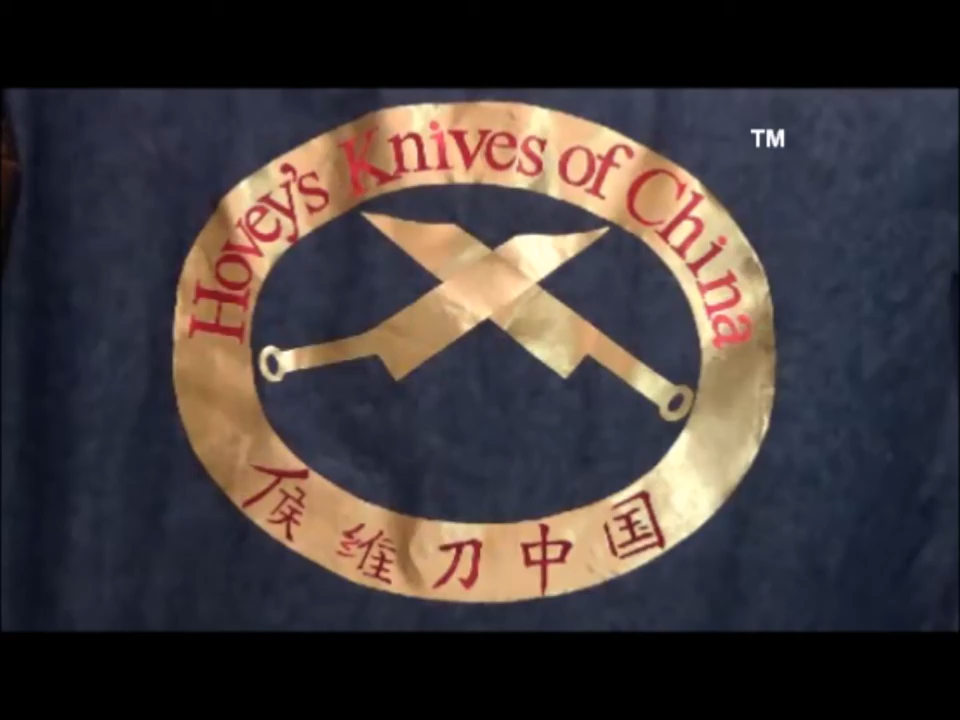 Hovey's Knives of China
TM
侯维刀中国